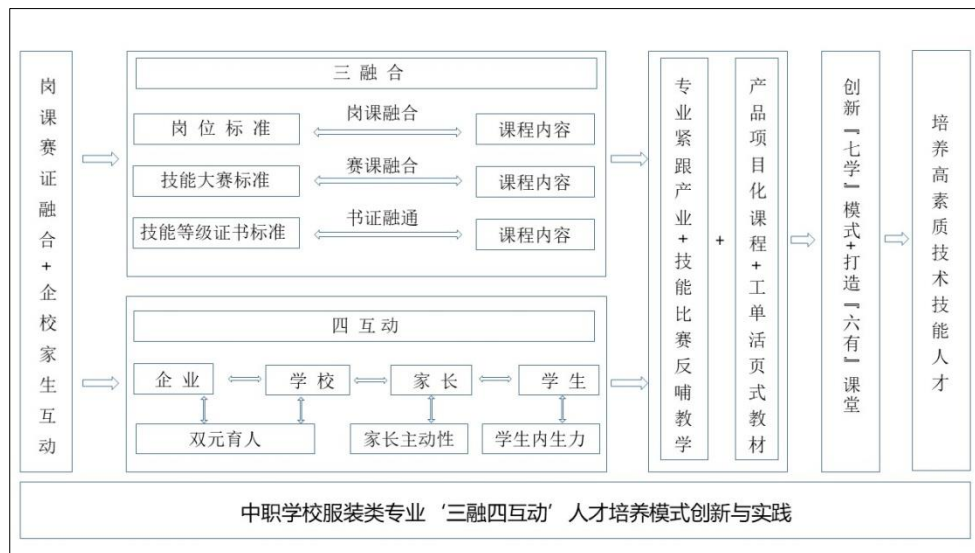 岗课赛证融合+企校家生互动
三融合
岗位标准
岗课融合
课程内容
技能大赛标准
赛课融合
课程内容
技能等级证书标准
书证融通
课程内容
四互动
企业
学校
家长
学生
双元育人
家长主动性
学生内生力
专业紧跟产业+技能比赛反哺教学
+
产品项目化课程+工单活页式教材
创新『七学』模式+打造『六有』课堂
培养高素质技术技能人才
中职学校服装类专业‘三融四互动’人才培养模式创新与实践